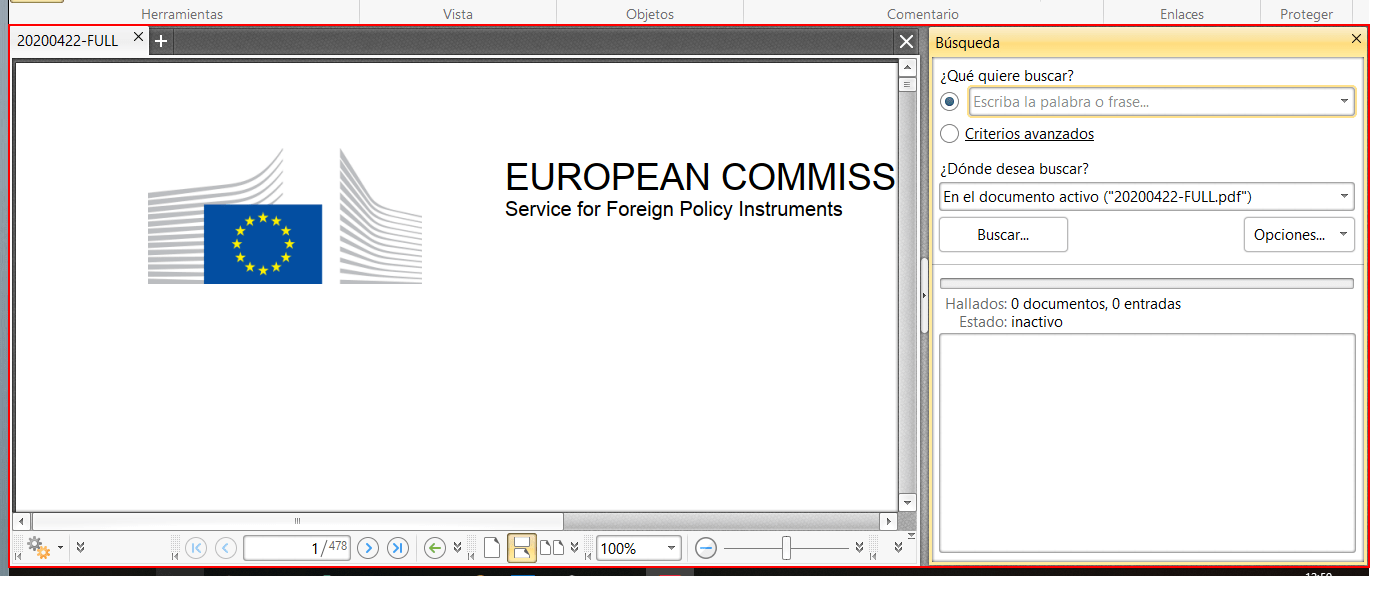 Herramientas Vista Objetos Comentario Enlaces Proteger
20200422-FULL
EUROPEAN COMMISS
Service for Foreign Policy Instruments
1/478
100%
Búsqueda
¿Qué quiere buscar?
Escriba la palabra o frase...
Criterios avanzados
¿Dónde desea buscar?
En el documento activo ("20200422-FULL.pdf")
Buscar... Opciones...
Hallados: 0 documentos, 0 entradas
Estado: inactivo